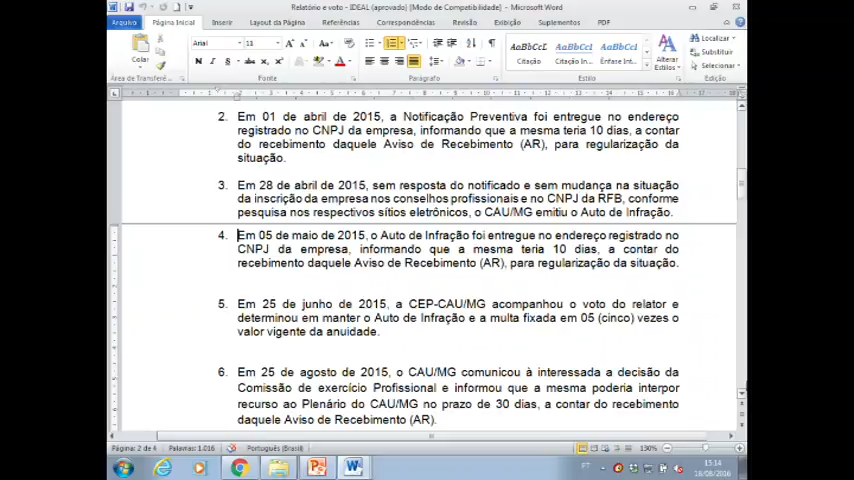 Relatório e voto - IDEAL (aprovado) [Modo de Compatibilidade] - Microsoft Word
Arquivo Página Inicial Inserir Layout da Página Referências Correspondências Revisão Exibição Suplementos PDF
Arial 11 Localizar
AaBbCcL AaBbCcL AaBbCcL Substituir
Colar Citação Citação In... Ênfase Int... Alterar Estilos Selecionar
Área de Transferê... Fonte Parágrafo Estilo Edição
2. Em 01 de abril de 2015, a Notificação Preventiva foi entregue no endereço
registrado no CNPJ da empresa, informando que a mesma teria 10 dias, a contar
do recebimento daquele Aviso de Recebimento (AR), para regularização da
situação.
3. Em 28 de abril de 2015, sem resposta do notificado e sem mudança na situação
da inscrição da empresa nos conselhos profissionais e no CNPJ da RFB, conforme
pesquisa nos respectivos sítios eletrônicos, o CAU/MG emitiu o Auto de Infração.
4. Em 05 de maio de 2015, o Auto de Infração foi entregue no endereço registrado no
CNPJ da empresa, informando que a mesma teria 10 dias, a contar do
recebimento daquele Aviso de Recebimento (AR), para regularização da situação.
5. Em 25 de junho de 2015, a CEP-CAU/MG acompanhou o voto do relator e
determinou em manter o Auto de Infração e a multa fixada em 05 (cinco) vezes o
valor vigente da anuidade.
6. Em 25 de agosto de 2015, o CAU/MG comunicou à interessada a decisão da
Comissão de exercício Profissional e informou que a mesma poderia interpor
recurso ao Plenário do CAU/MG no prazo de 30 dias, a contar do recebimento
daquele Aviso de Recebimento (AR).
Página: 2 de 4 Palavras: 1.016 Português (Brasil) 130%
PT 15:14
18/08/2016